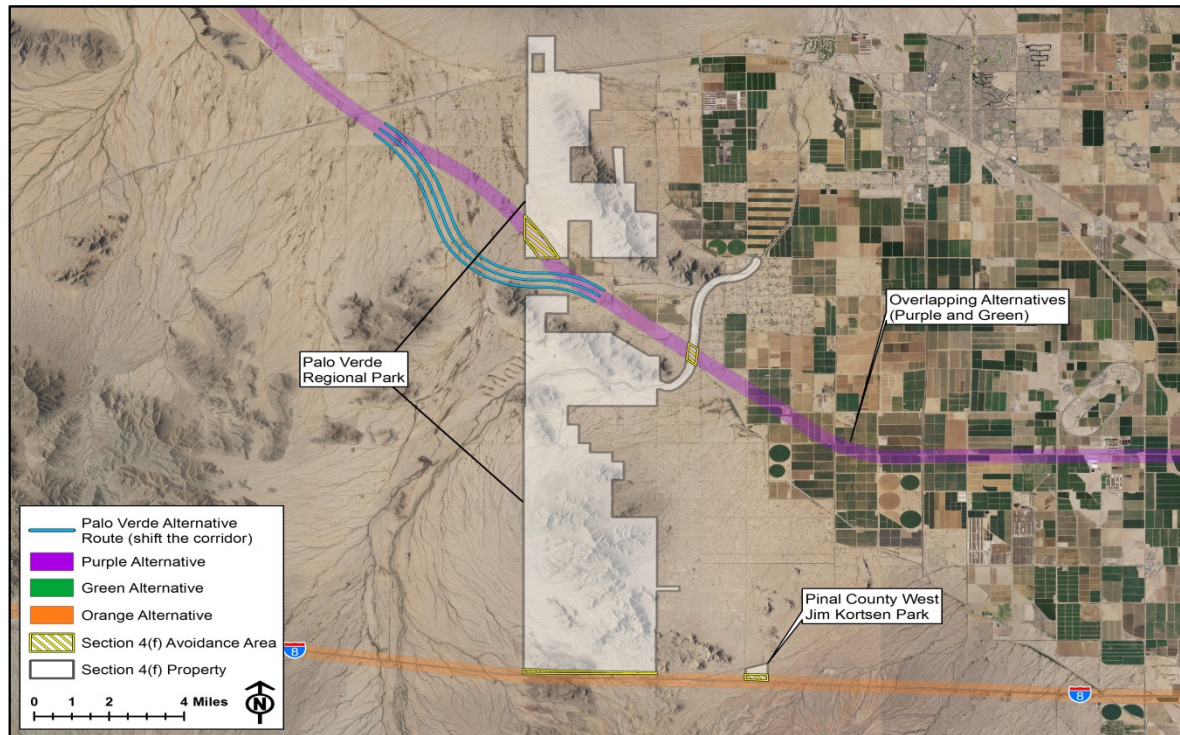 Overlapping Alternatives
(Purple and Green)
Palo Verde
Regional Park
Pinal County West
Jim Kortsen Park
8
8
Palo Verde Alternative
Route (shift the corridor)
Purple Alternative
Green Alternative
Orange Alternative
Section 4(f) Avoidance Area
Section 4(f) Property
0 1 2 4 Miles
N